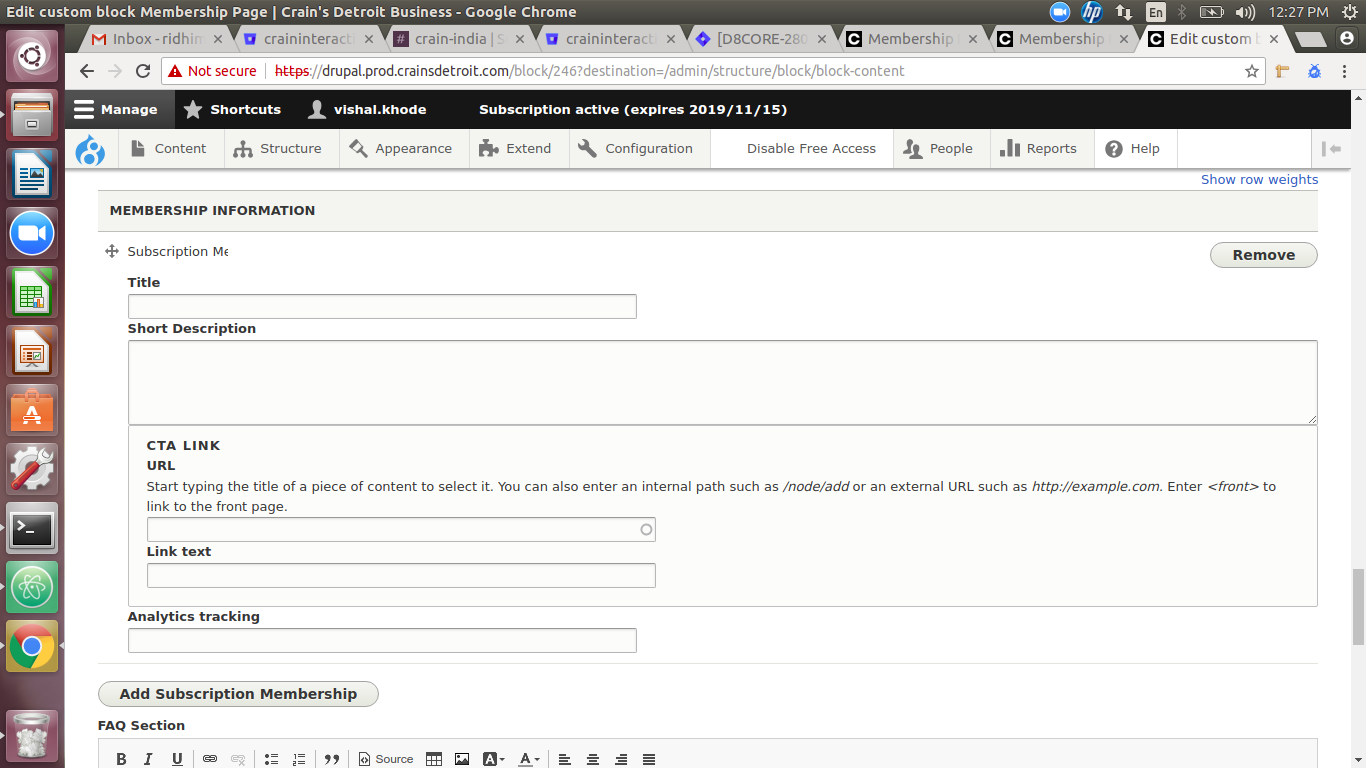 Edit custom block Membership Page | Crain's Detroit Business - Google Chrome
En
12:27 PM
Inbox - ridhim
craininteract
crain-india | S
craininteract
[D8CORE-280
Membership
Membership
Edit custom b
Not secure | https://drupal.prod.crainsdetroit.com/block/246?destination=/admin/structure/block/block-content
Manage
Shortcuts
vishal.khode
Subscription active (expires 2019/11/15)
Content
Structure
Appearance
Extend
Configuration
Disable Free Access
People
Reports
Help
Show row weights
MEMBERSHIP INFORMATION
Subscription Me
Remove
Title
Short Description
CTA LINK
URL
Start typing the title of a piece of content to select it. You can also enter an internal path such as /node/add or an external URL such as http://example.com. Enter <front> to
link to the front page.
Link text
Analytics tracking
Add Subscription Membership
FAQ Section
B I U
Source
A
A